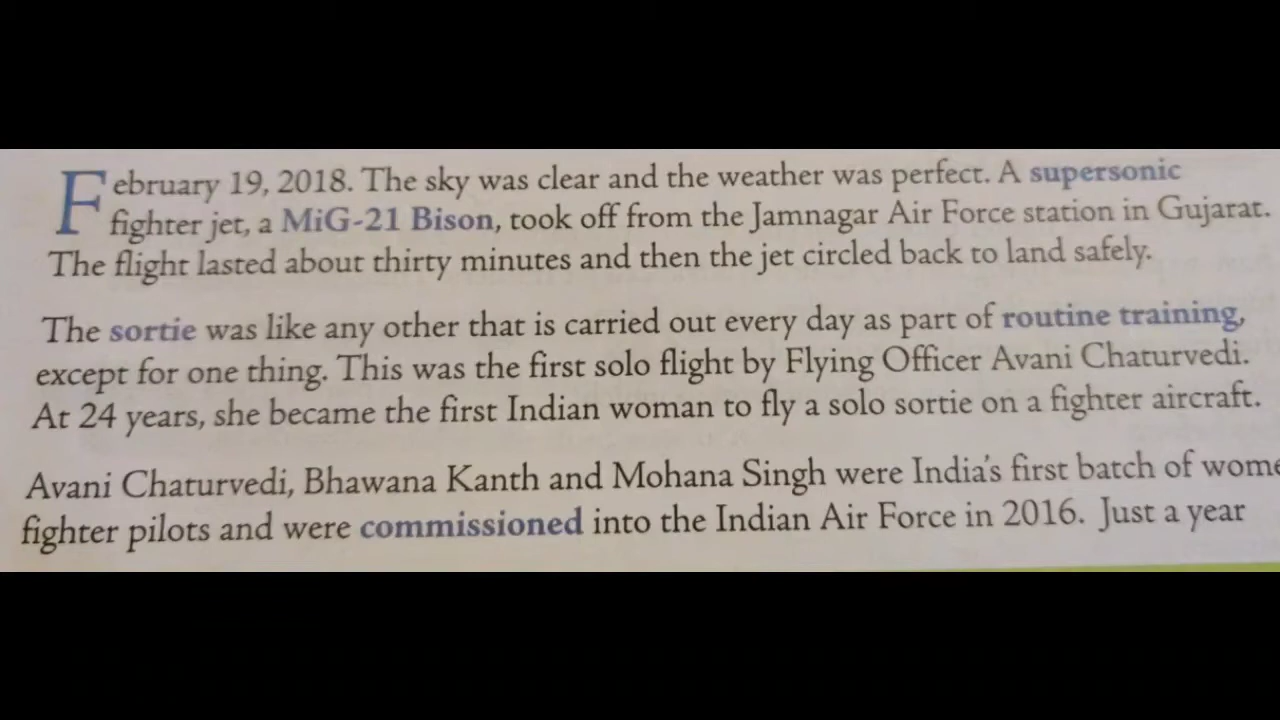 February 19, 2018. The sky was clear and the weather was perfect. A supersonic
fighter jet, a MiG-21 Bison, took off from the Jamnagar Air Force station in Gujarat.
The flight lasted about thirty minutes and then the jet circled back to land safely.
The sortie was like any other that is carried out every day as part of routine training,
except for one thing. This was the first solo flight by Flying Officer Avani Chaturvedi.
At 24 years, she became the first Indian woman to fly a solo sortie on a fighter aircraft.
Avani Chaturvedi, Bhawana Kanth and Mohana Singh were India's first batch of wome
fighter pilots and were commissioned into the Indian Air Force in 2016. Just a year